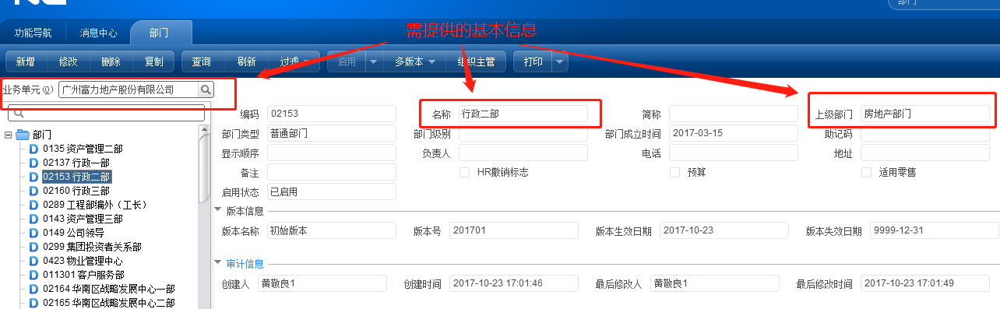 部门
功能导航 消息中心 部门
需提供的基本信息
新增 修改 删除 复制 查询 刷新 过滤 启用 多版本 组织主管 打印
业务单元(O) 广州富力地产股份有限公司
编码 02153 名称 行政二部 简称 上级部门 房地产部门
部门类型 普通部门 部门级别 部门成立时间 2017-03-15 助记码
显示顺序 负责人 电话 地址
备注 HR撤销标志 预算 适用零售
启用状态 已启用
版本信息
版本名称 初始版本 版本号 201701 版本生效日期 2017-10-23 版本失效日期 9999-12-31
审计信息
创建人 黄敬良1 创建时间 2017-10-23 17:01:46 最后修改人 黄敬良1 最后修改时间 2017-10-23 17:01:49
部门
0135 资产管理二部
02137 行政一部
02153 行政二部
02160 行政三部
0289 工程部编外（工长）
0143 资产管理三部
0149 公司领导
0299 集团投资者关系部
0423 物业管理中心
011301 客户服务部
02164 华南区战略发展中心一部
02165 华南区战略发展中心二部